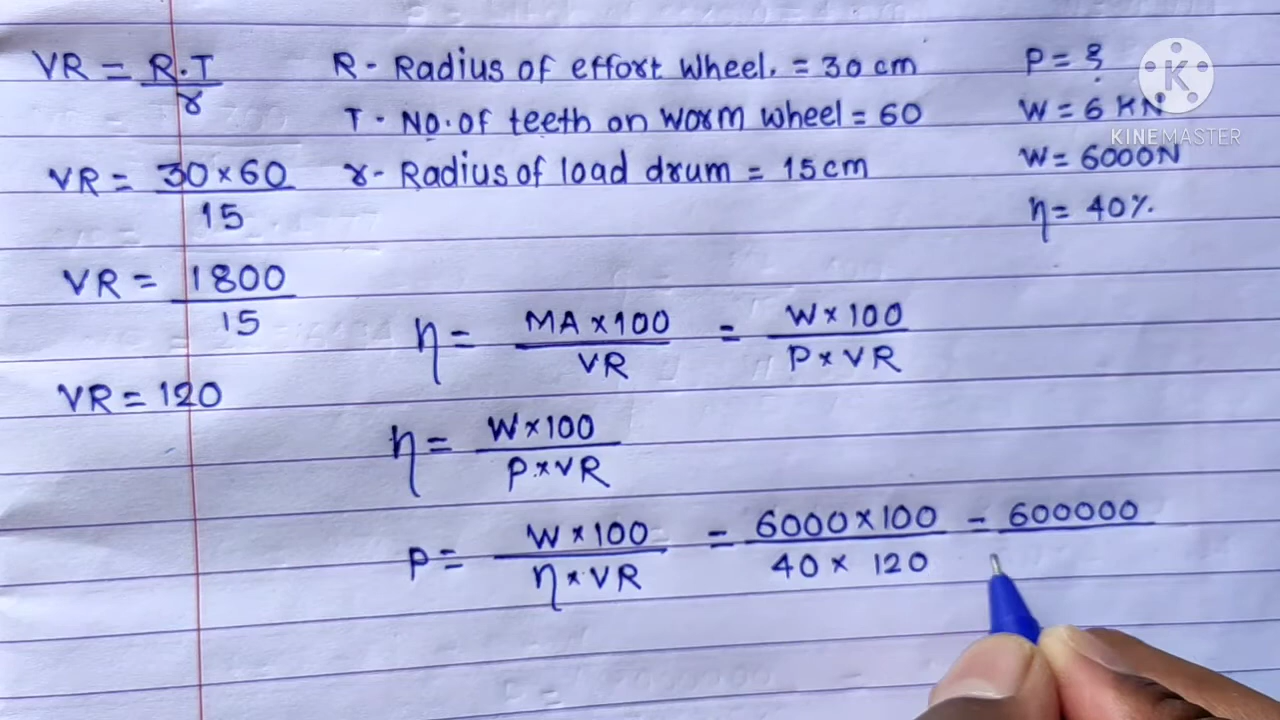 VR = R.T / r R - Radius of effort wheel. = 30 cm P = ?
T - No. of teeth on worm wheel = 60 W = 6 KN
KINEMASTER
VR = 30 × 60 / 15 r - Radius of load drum = 15 cm W = 6000N
η = 40%.
VR = 1800 / 15
η = MA × 100 / VR = W × 100 / P × VR
VR = 120
η = W × 100 / P × VR
P = W × 100 / η × VR = 6000 × 100 / 40 × 120 = 600000